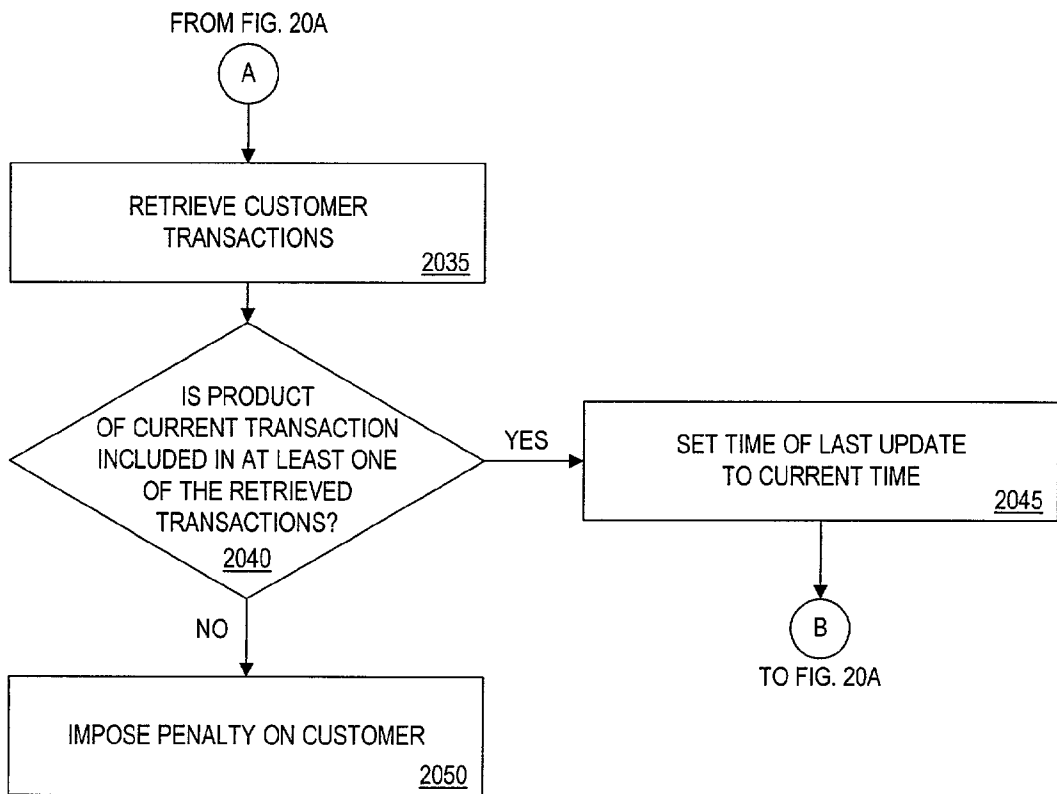 FROM FIG. 20A
A
RETRIEVE CUSTOMER
TRANSACTIONS
2035
IS PRODUCT
OF CURRENT TRANSACTION
INCLUDED IN AT LEAST ONE
OF THE RETRIEVED
TRANSACTIONS?
2040
YES
SET TIME OF LAST UPDATE
TO CURRENT TIME
2045
B
TO FIG. 20A
NO
IMPOSE PENALTY ON CUSTOMER
2050